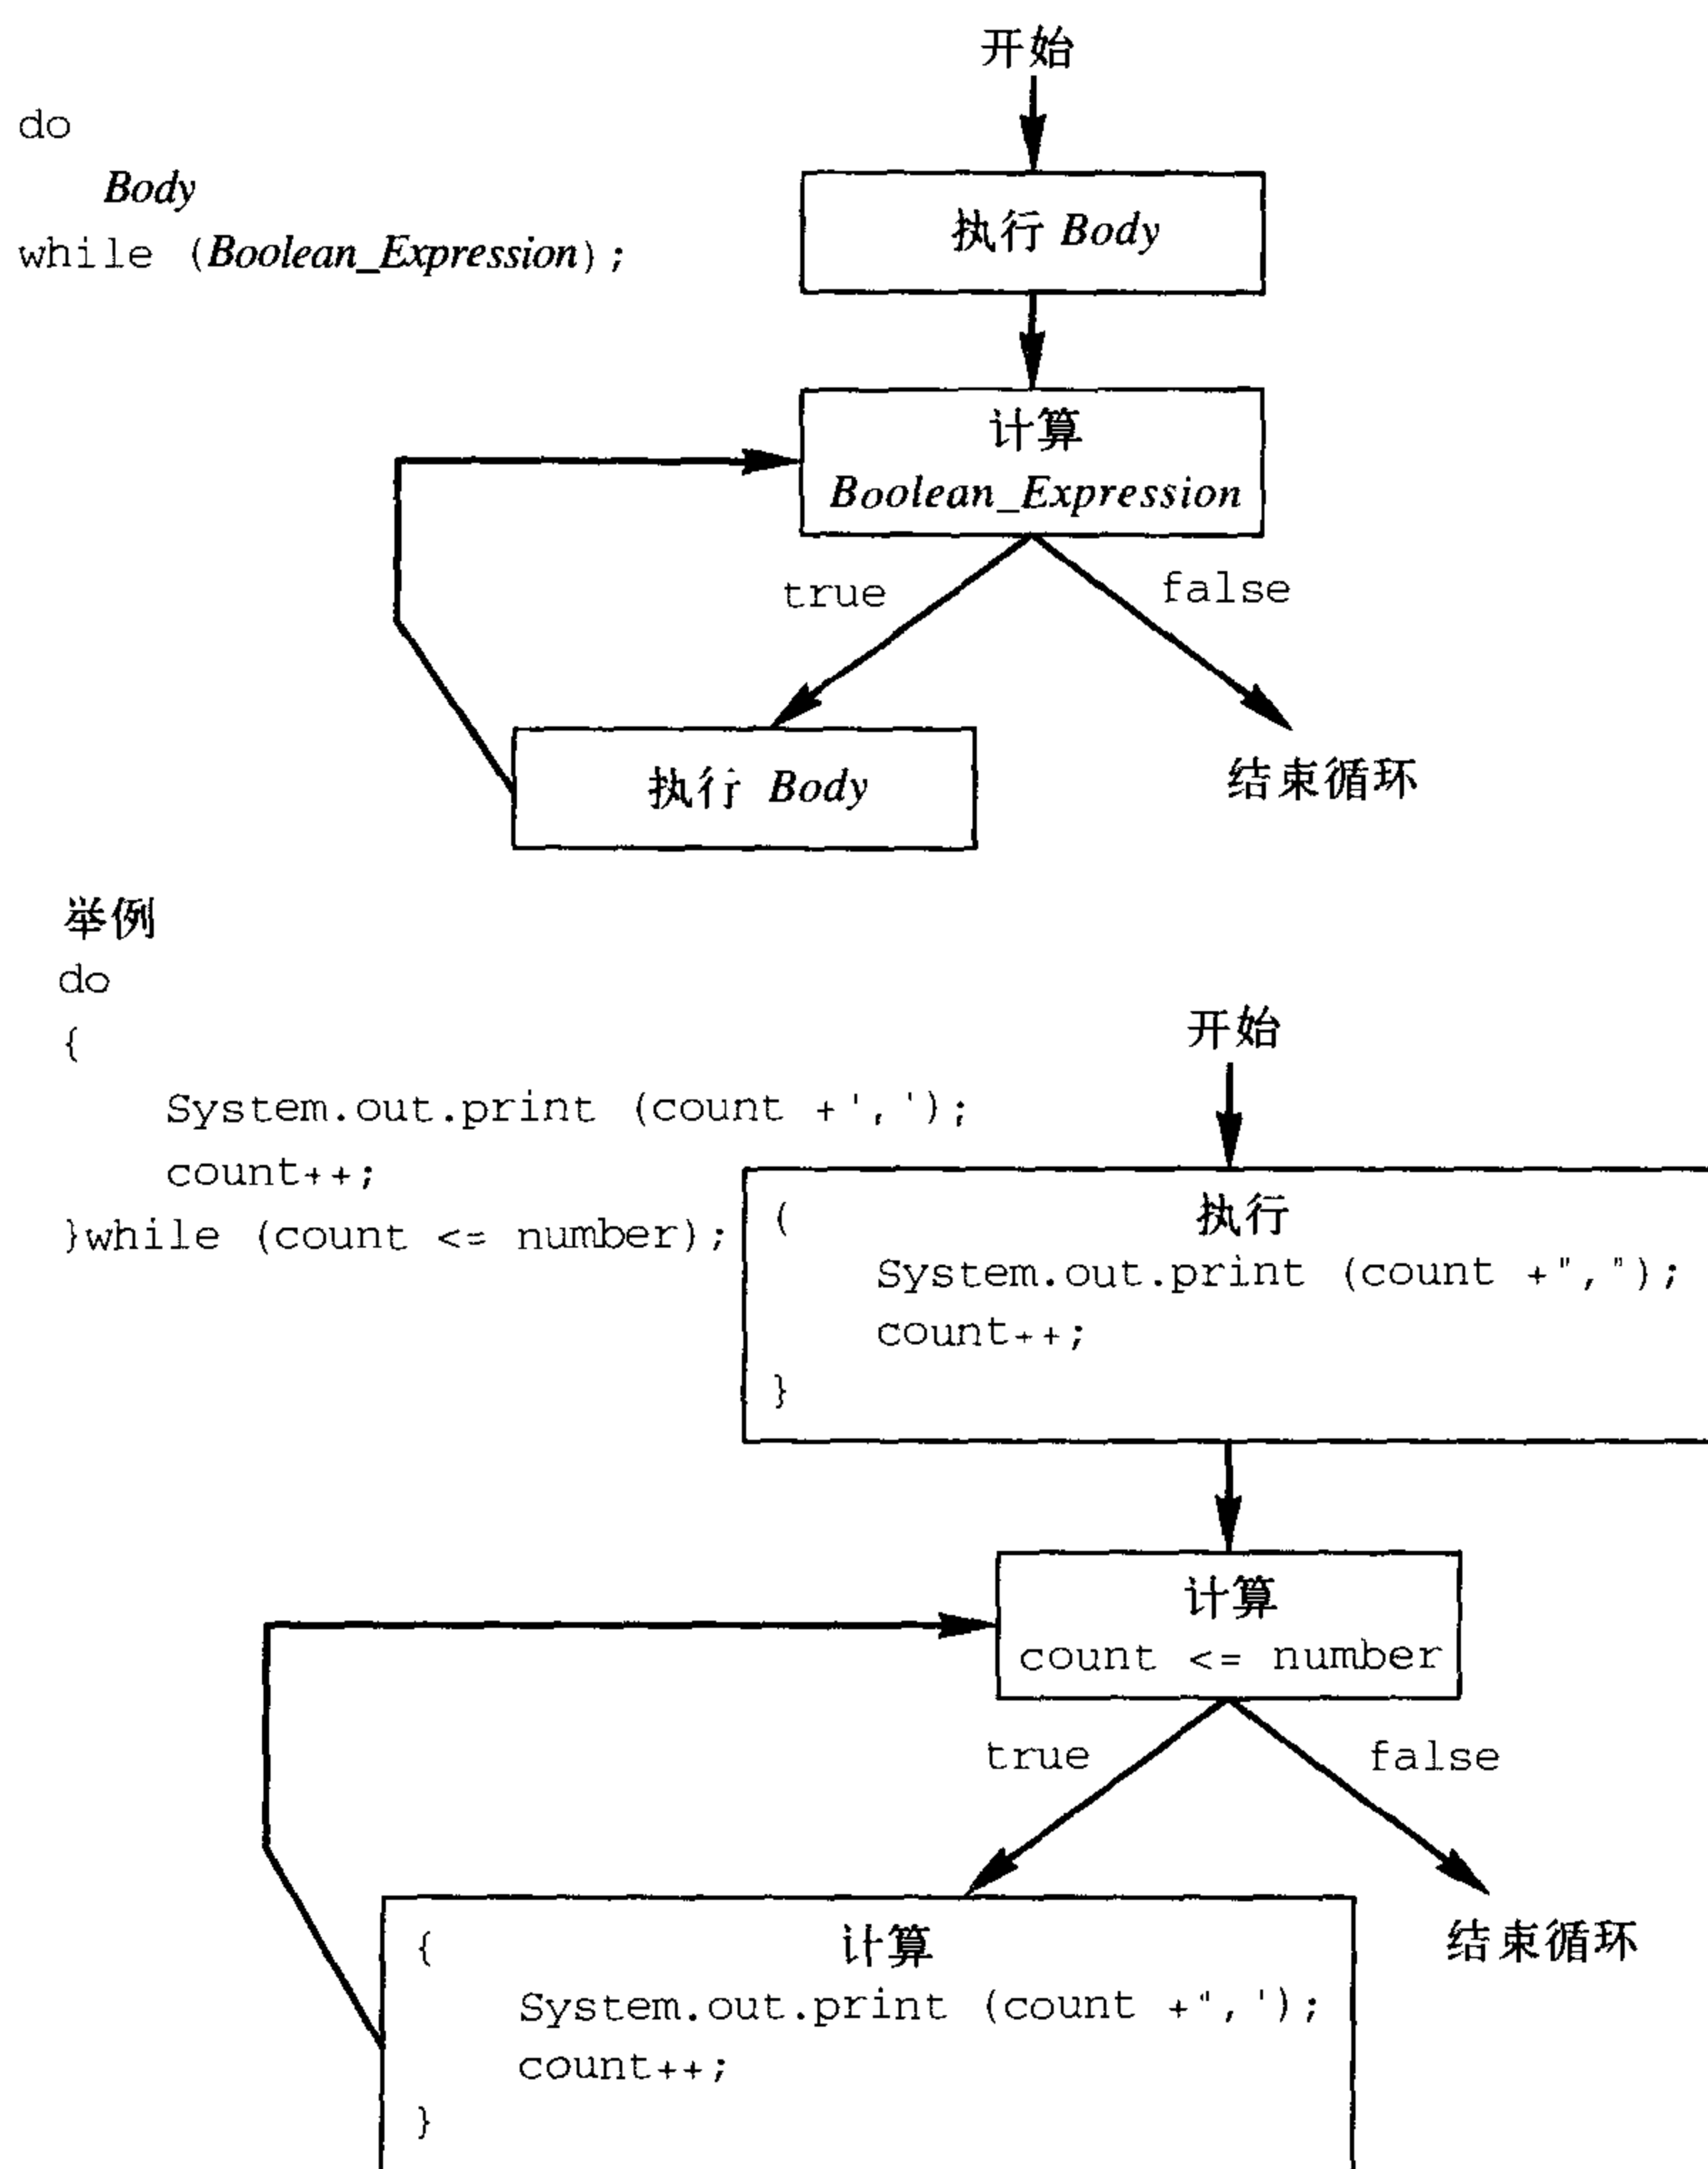 do
Body
while (Boolean_Expression);
开始
执行 Body
计算
Boolean_Expression
true
false
执行 Body
结束循环
举例
do
{
System.out.print (count +', ');
count++;
}while (count <= number);
开始
(
执行
System.out.print (count +", ");
count++;
}
计算
count <= number
true
false
{
计算
System.out.print (count +", ');
count++;
}
结束循环